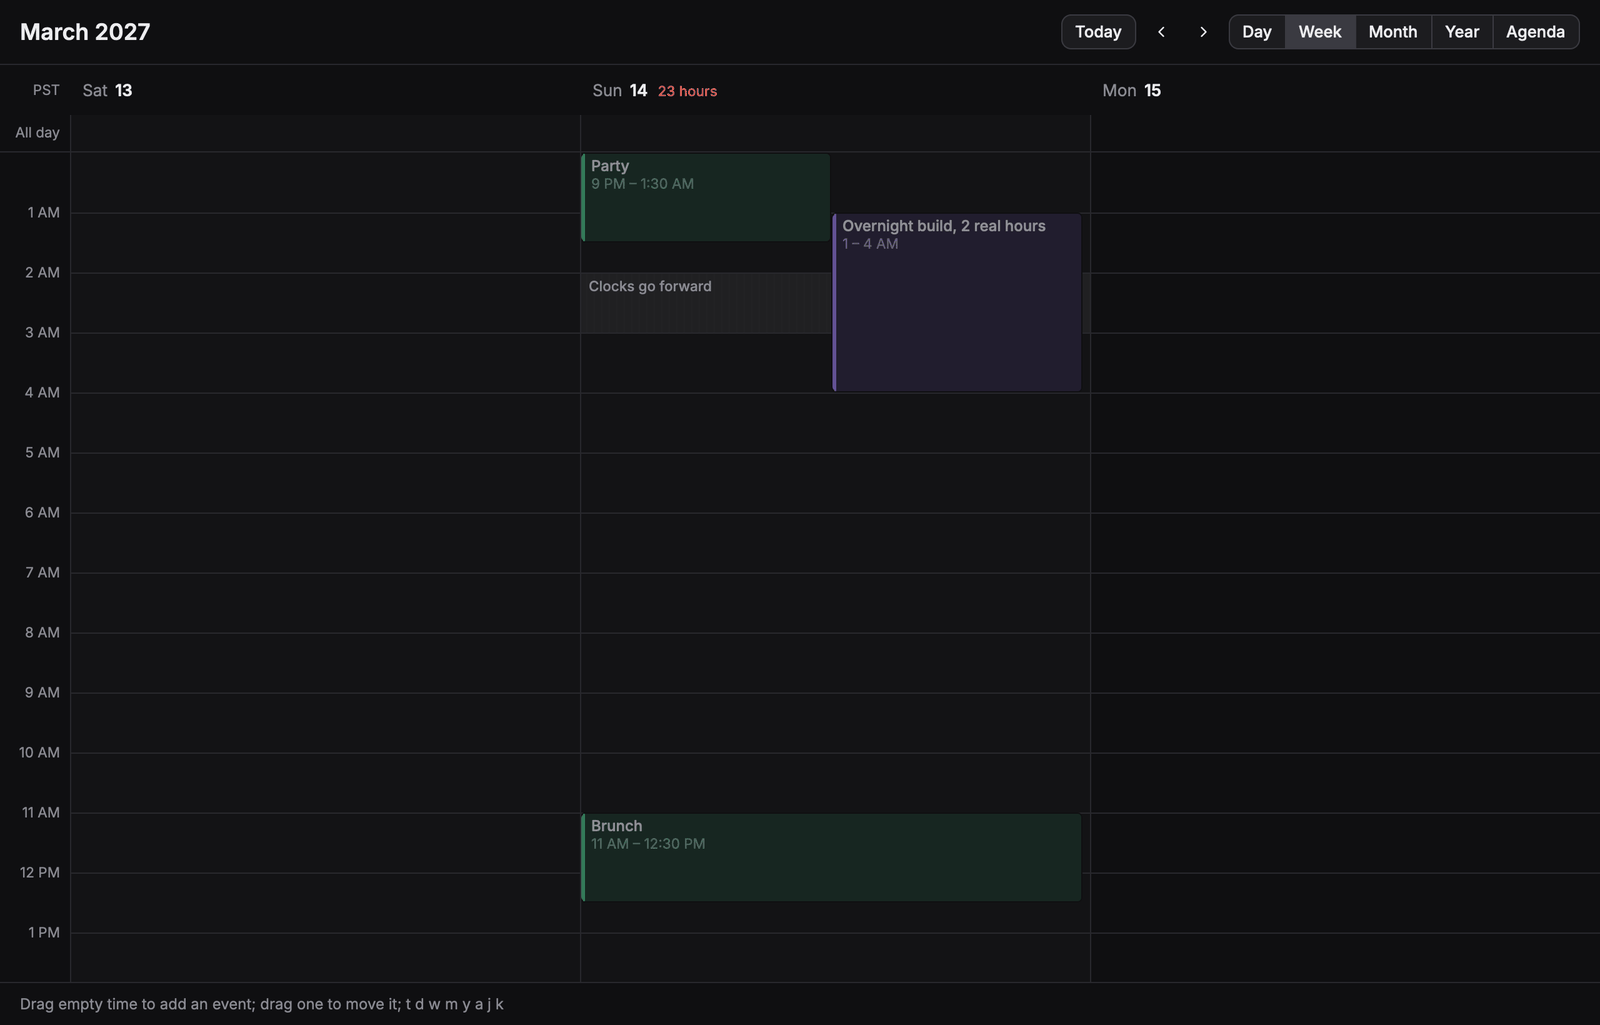 March 2027
Today
Day Week Month Year Agenda
PST Sat 13 Sun 14 23 hours Mon 15
All day
Party
9 PM – 1:30 AM
1 AM
Overnight build, 2 real hours
1 – 4 AM
2 AM
Clocks go forward
3 AM
4 AM
5 AM
6 AM
7 AM
8 AM
9 AM
10 AM
11 AM
Brunch
11 AM – 12:30 PM
12 PM
1 PM
Drag empty time to add an event; drag one to move it; t d w m y a j k